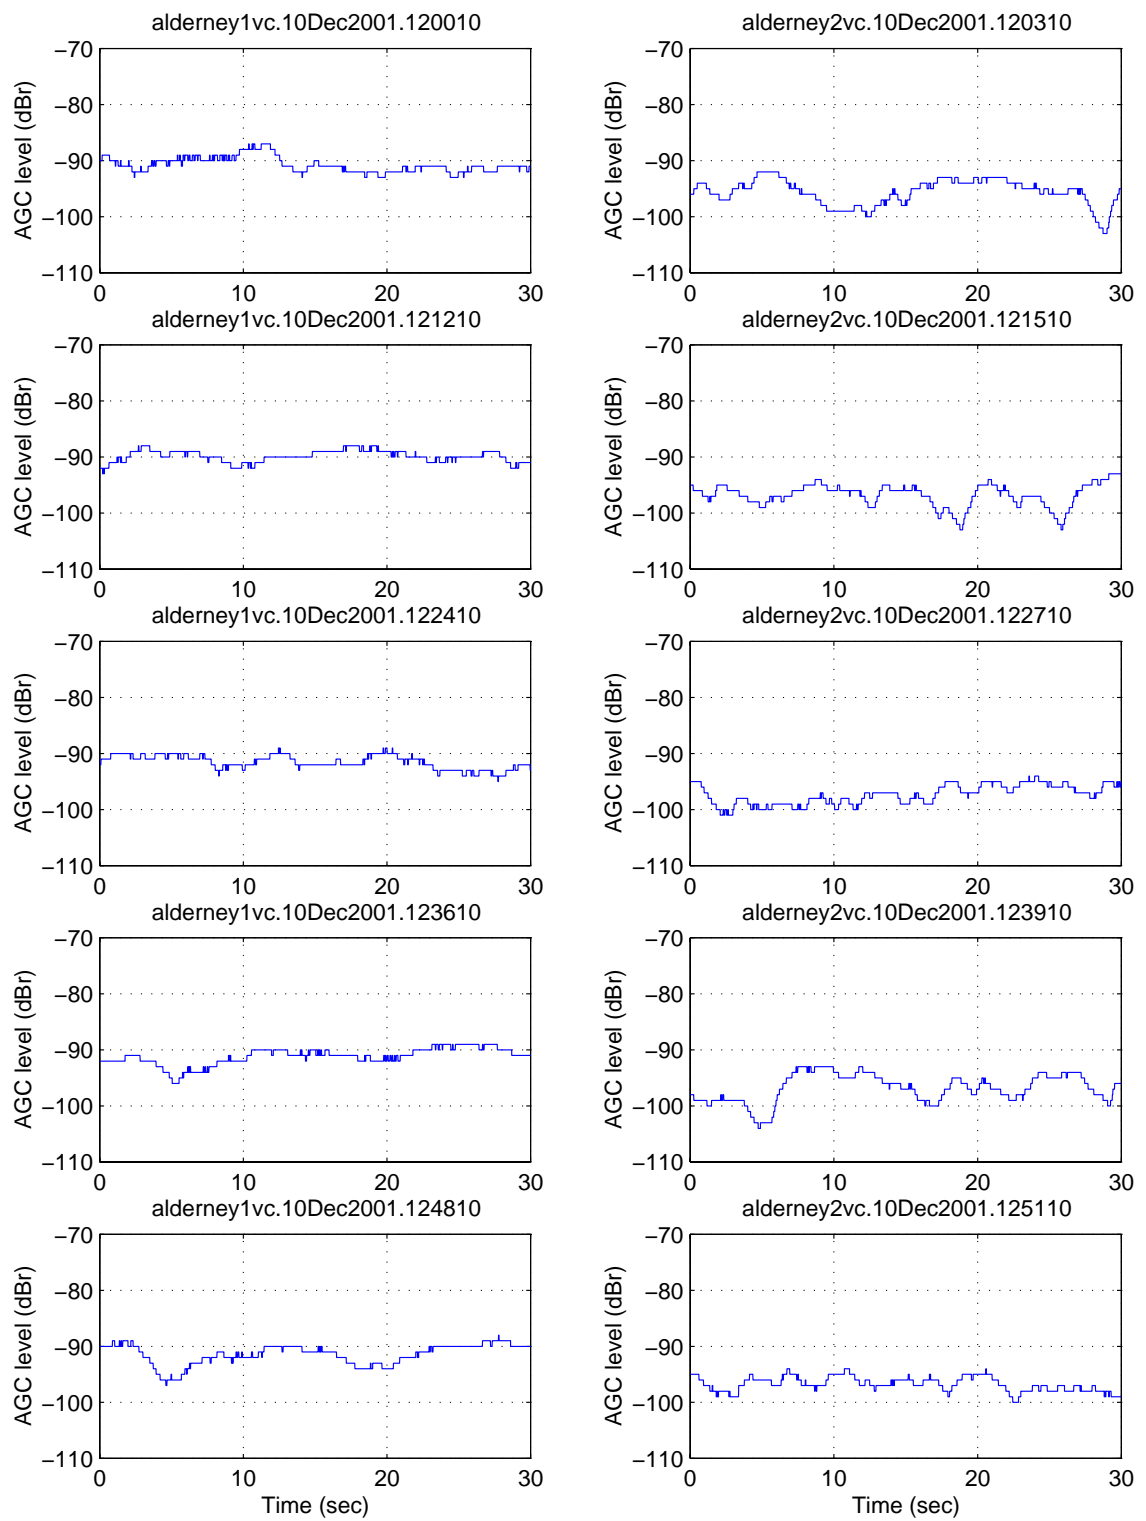 alderney1vc.10Dec2001.120010
−70
−80
−90
−100
−110
AGC level (dBr)
0 10 20 30
alderney2vc.10Dec2001.120310
−70
−80
−90
−100
−110
AGC level (dBr)
0 10 20 30
alderney1vc.10Dec2001.121210
−70
−80
−90
−100
−110
AGC level (dBr)
0 10 20 30
alderney2vc.10Dec2001.121510
−70
−80
−90
−100
−110
AGC level (dBr)
0 10 20 30
alderney1vc.10Dec2001.122410
−70
−80
−90
−100
−110
AGC level (dBr)
0 10 20 30
alderney2vc.10Dec2001.122710
−70
−80
−90
−100
−110
AGC level (dBr)
0 10 20 30
alderney1vc.10Dec2001.123610
−70
−80
−90
−100
−110
AGC level (dBr)
0 10 20 30
alderney2vc.10Dec2001.123910
−70
−80
−90
−100
−110
AGC level (dBr)
0 10 20 30
alderney1vc.10Dec2001.124810
−70
−80
−90
−100
−110
AGC level (dBr)
0 10 20 30
Time (sec)
alderney2vc.10Dec2001.125110
−70
−80
−90
−100
−110
AGC level (dBr)
0 10 20 30
Time (sec)